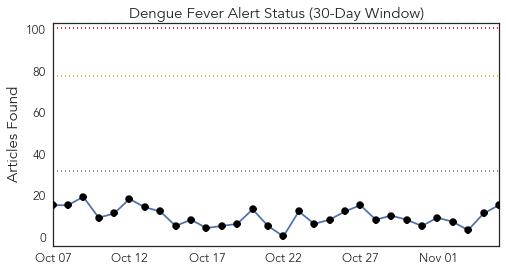 Dengue Fever Alert Status (30-Day Window)
Articles Found
100
80
60
40
20
0
Oct 07 Oct 12 Oct 17 Oct 22 Oct 27 Nov 01